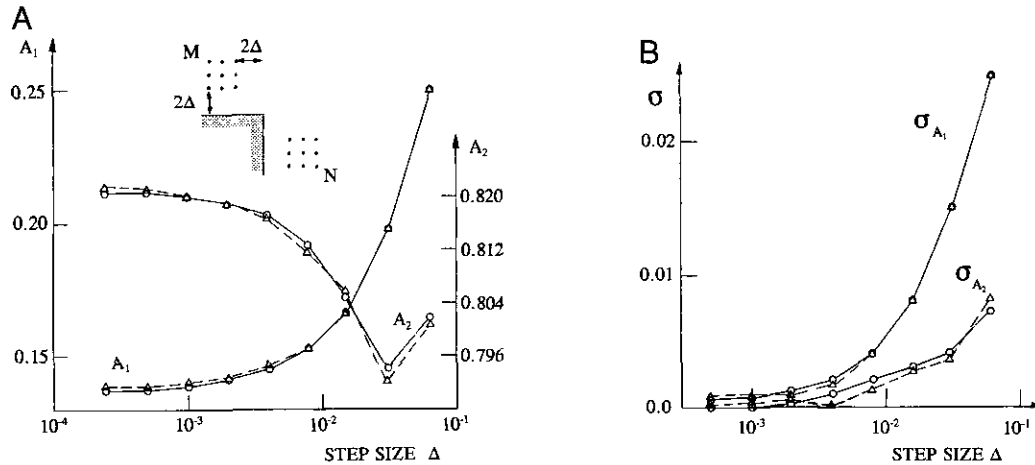 A
A₁
M
2Δ
2Δ
N
0.25
0.20
0.15
A₂
0.820
0.812
0.804
0.796
A₂
A₁
10⁻⁴
10⁻³
10⁻²
10⁻¹
STEP SIZE Δ
B
σ
0.02
0.01
0.0
σ_A₁
σ_A₂
10⁻³
10⁻²
10⁻¹
STEP SIZE Δ